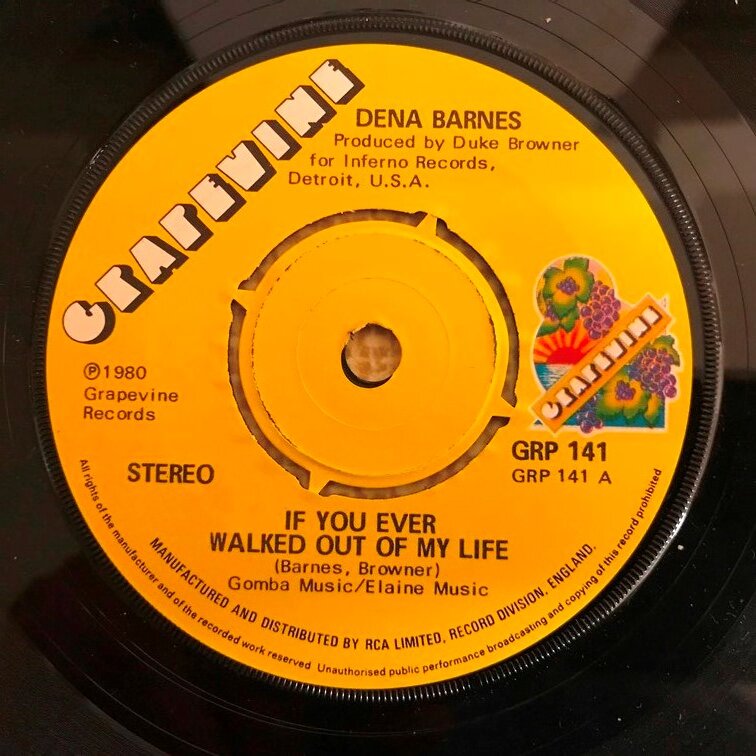 GRAPEVINE
DENA BARNES
Produced by Duke Browner
for Inferno Records,
Detroit, U.S.A.
Ⓟ1980
Grapevine
Records
GRAPEVINE
STEREO
GRP 141
GRP 141 A
IF YOU EVER
WALKED OUT OF MY LIFE
(Barnes, Browner)
Gomba Music/Elaine Music
MANUFACTURED AND DISTRIBUTED BY RCA LIMITED, RECORD DIVISION, ENGLAND.
All rights of the manufacturer and of the recorded work reserved Unauthorised public performance broadcasting and copying of this record prohibited